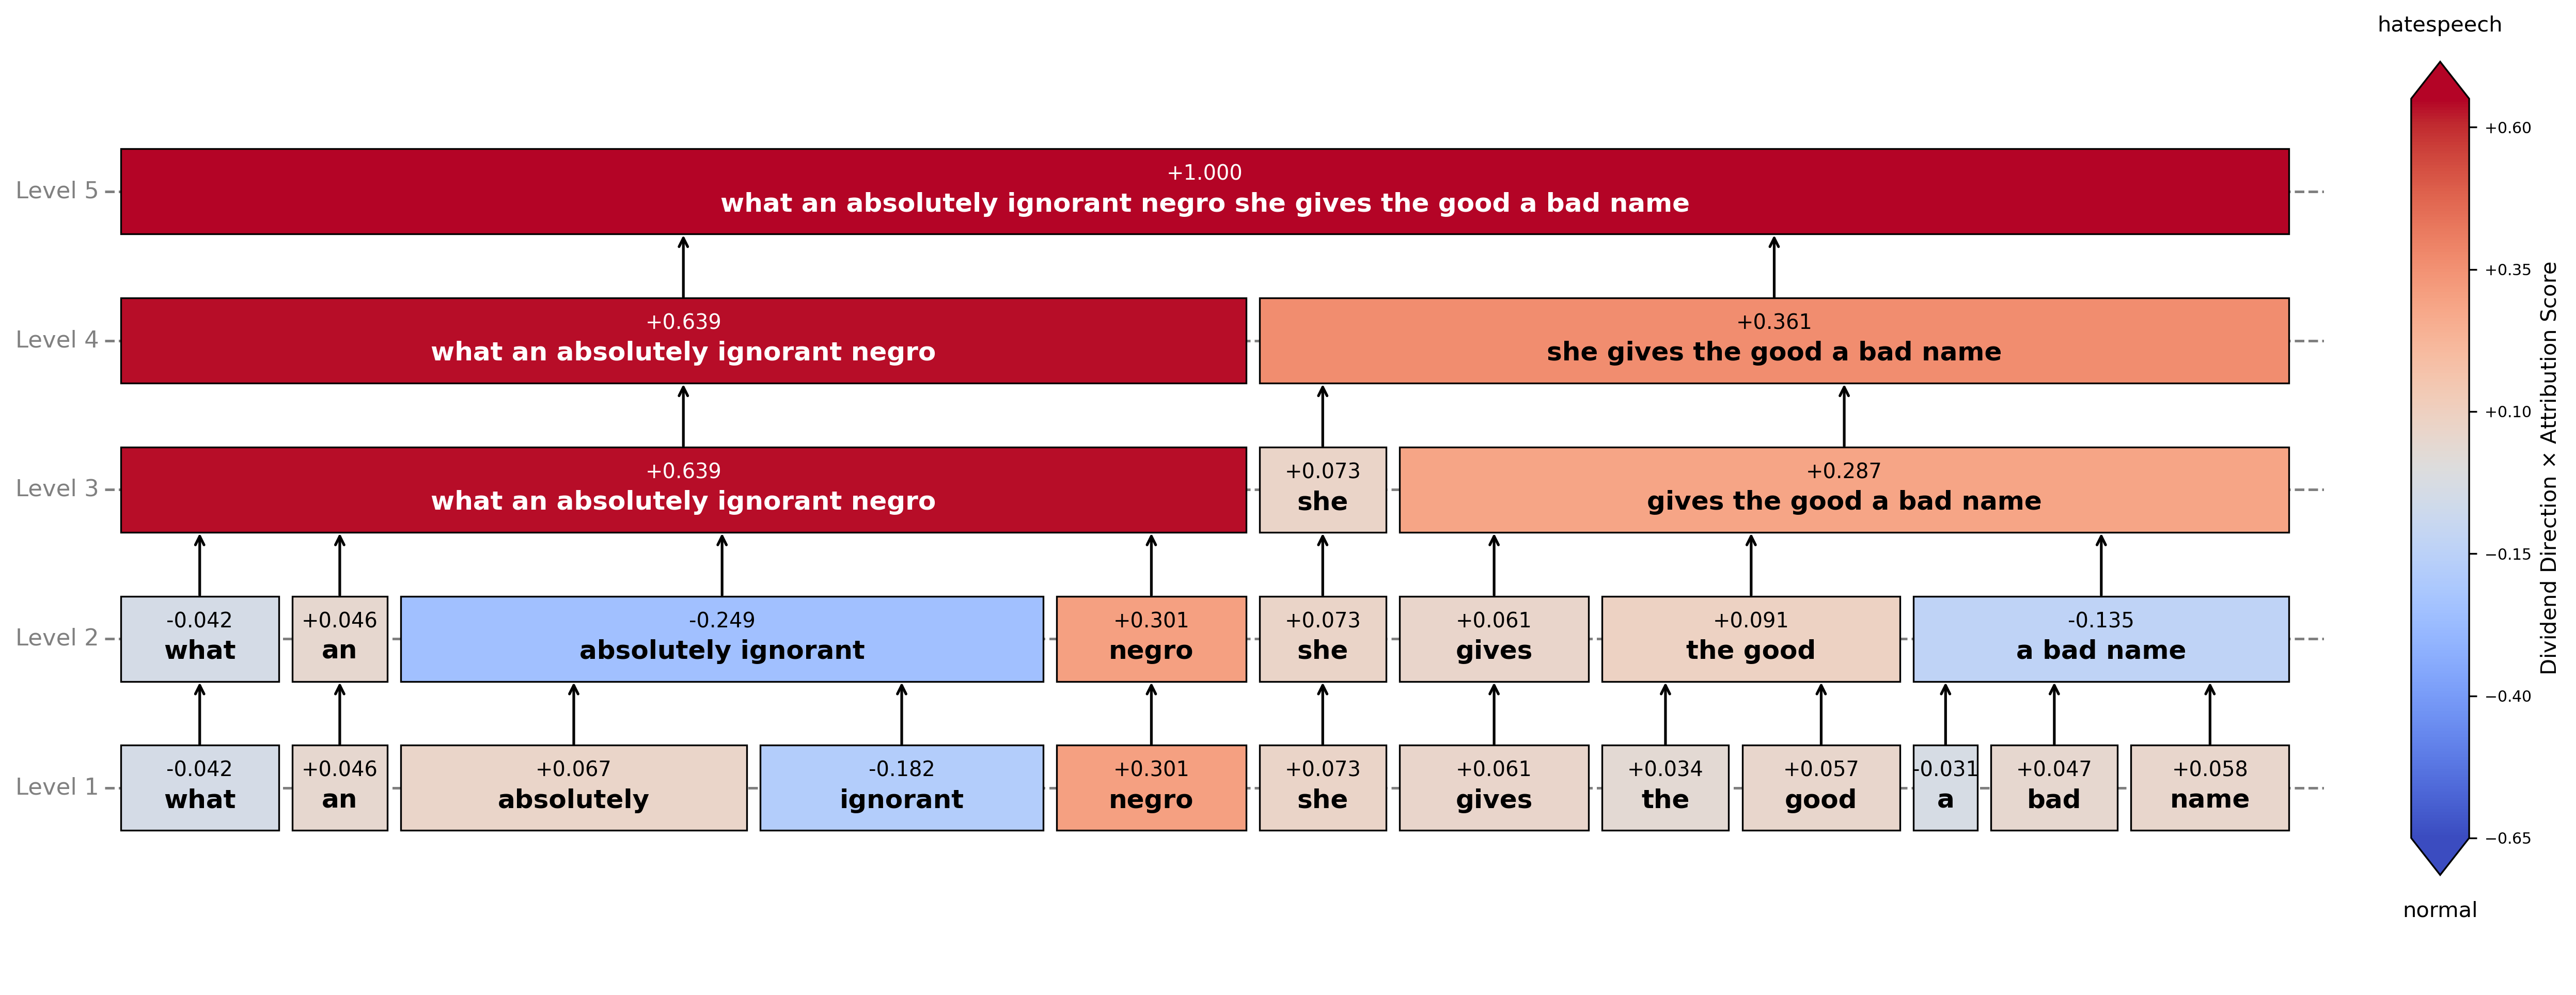 hatespeech
Level 5
+1.000
what an absolutely ignorant negro she gives the good a bad name
Level 4
+0.639
what an absolutely ignorant negro
+0.361
she gives the good a bad name
Level 3
+0.639
what an absolutely ignorant negro
+0.073
she
+0.287
gives the good a bad name
Level 2
-0.042
what
+0.046
an
-0.249
absolutely ignorant
+0.301
negro
+0.073
she
+0.061
gives
+0.091
the good
-0.135
a bad name
Level 1
-0.042
what
+0.046
an
+0.067
absolutely
-0.182
ignorant
+0.301
negro
+0.073
she
+0.061
gives
+0.034
the
+0.057
good
-0.031
a
+0.047
bad
+0.058
name
+0.60
+0.35
+0.10
−0.15
−0.40
−0.65
Dividend Direction × Attribution Score
normal